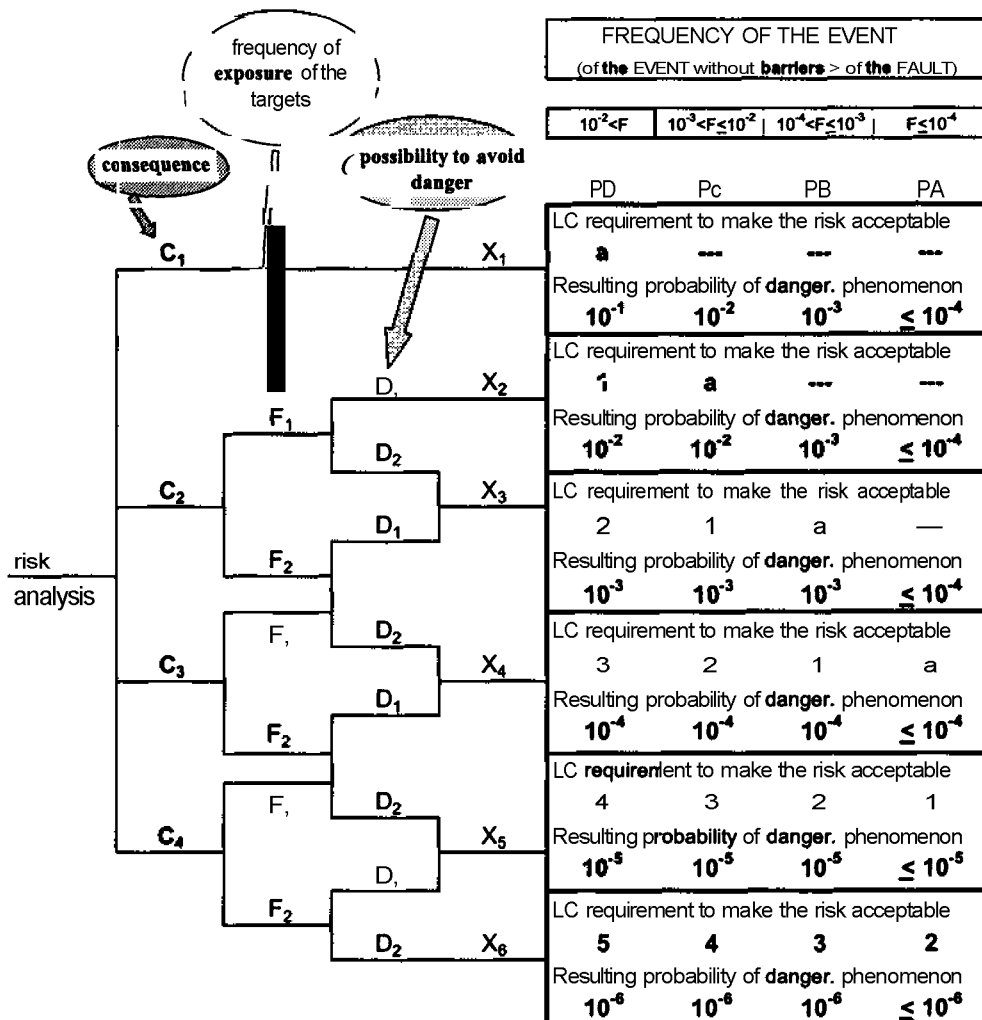 frequency of
exposure of the
targets
consequence
possibility to avoid
danger
FREQUENCY OF THE EVENT
(of the EVENT without barriers > of the FAULT)
10⁻²<F | 10⁻³<F≤10⁻² | 10⁻⁴<F≤10⁻³ | F≤10⁻⁴
PD Pc PB PA
C₁ X₁
LC requirement to make the risk acceptable
a --- --- ---
Resulting probability of danger. phenomenon
10⁻¹ 10⁻² 10⁻³ ≤ 10⁻⁴
D, X₂
LC requirement to make the risk acceptable
1 a --- ---
Resulting probability of danger. phenomenon
10⁻² 10⁻² 10⁻³ ≤ 10⁻⁴
F₁
D₂
C₂ X₃
LC requirement to make the risk acceptable
2 1 a —
Resulting probability of danger. phenomenon
10⁻³ 10⁻³ 10⁻³ ≤ 10⁻⁴
D₁
F₂
risk
analysis
F,
D₂
C₃ X₄
LC requirement to make the risk acceptable
3 2 1 a
Resulting probability of danger. phenomenon
10⁻⁴ 10⁻⁴ 10⁻⁴ ≤ 10⁻⁴
D₁
F₂
F,
D₂
C₄ X₅
LC requirement to make the risk acceptable
4 3 2 1
Resulting probability of danger. phenomenon
10⁻⁵ 10⁻⁵ 10⁻⁵ ≤ 10⁻⁵
D,
F₂
D₂ X₆
LC requirement to make the risk acceptable
5 4 3 2
Resulting probability of danger. phenomenon
10⁻⁶ 10⁻⁶ 10⁻⁶ ≤ 10⁻⁶